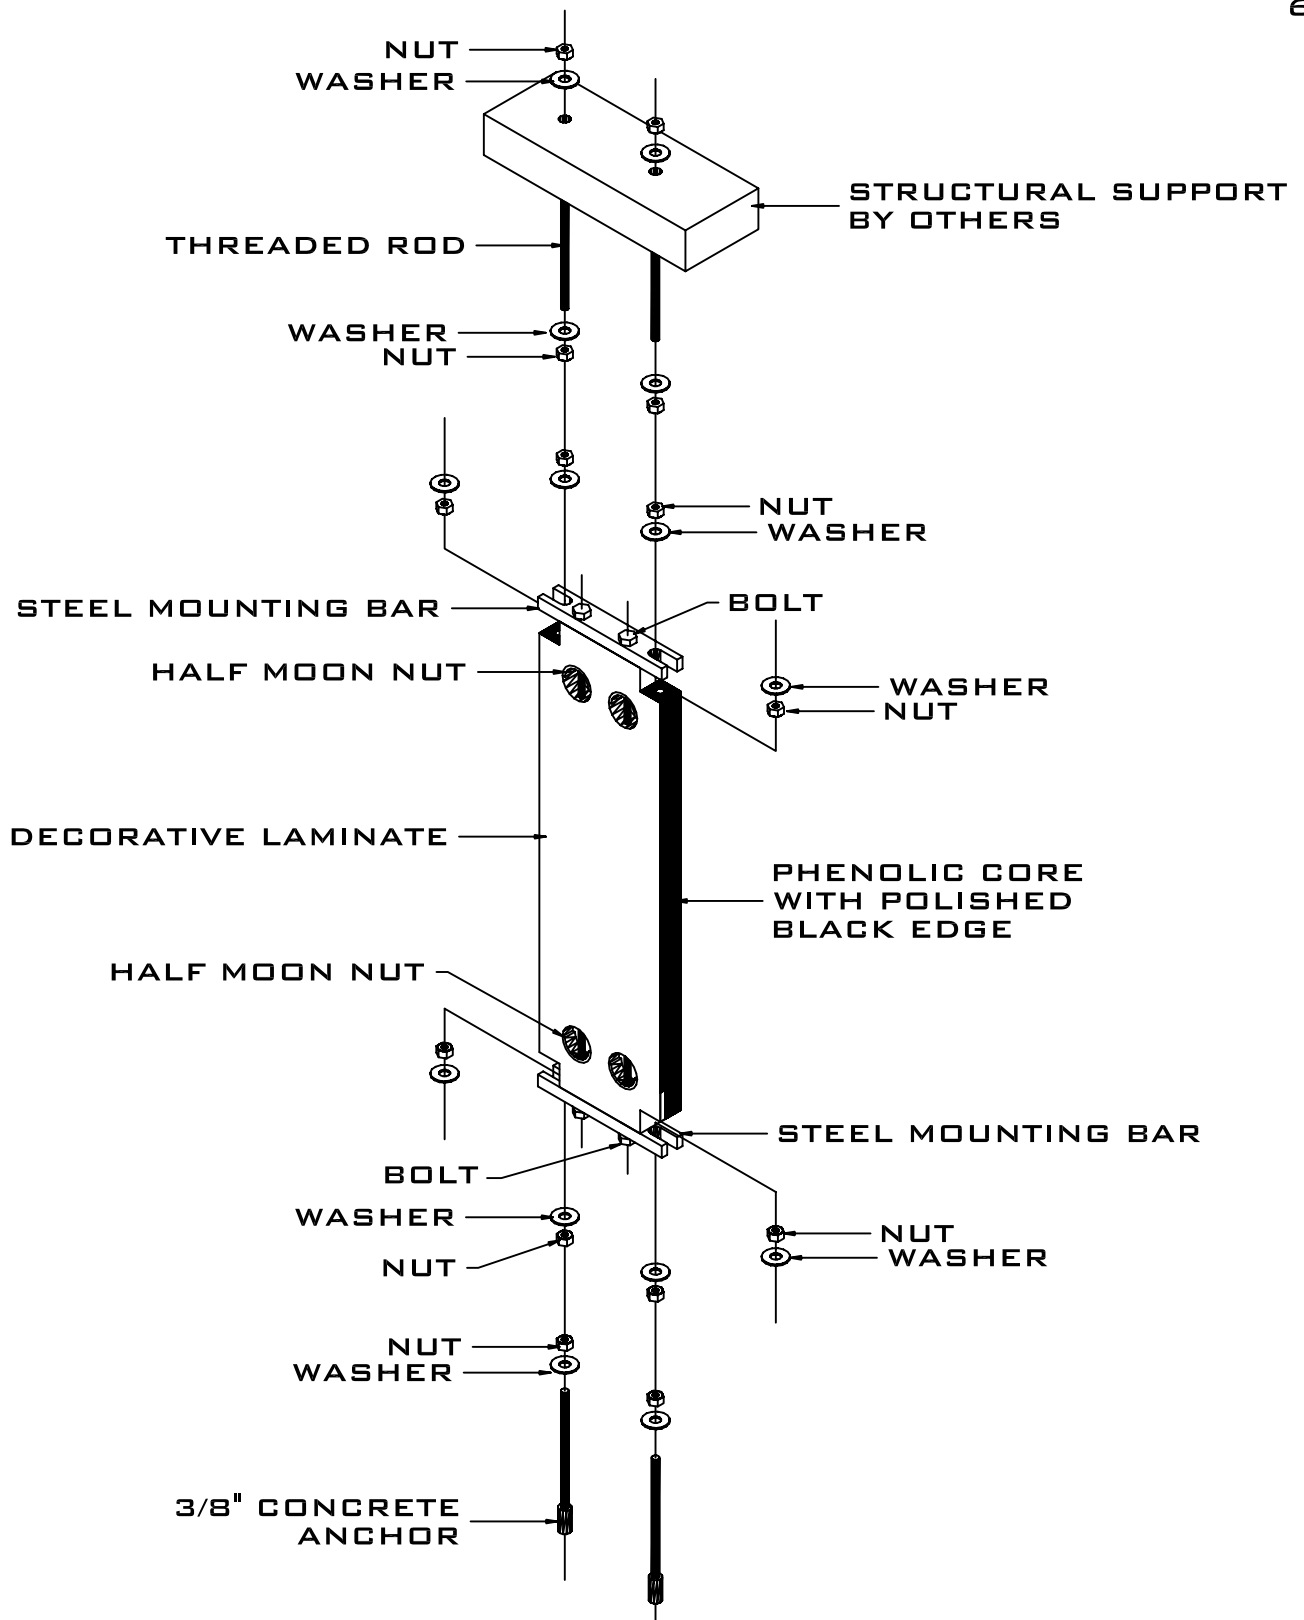 NUT
WASHER
STRUCTURAL SUPPORT
BY OTHERS
THREADED ROD
WASHER
NUT
NUT
WASHER
STEEL MOUNTING BAR
BOLT
HALF MOON NUT
WASHER
NUT
DECORATIVE LAMINATE
PHENOLIC CORE
WITH POLISHED
BLACK EDGE
HALF MOON NUT
STEEL MOUNTING BAR
BOLT
WASHER
NUT
NUT
WASHER
NUT
WASHER
3/8" CONCRETE
ANCHOR